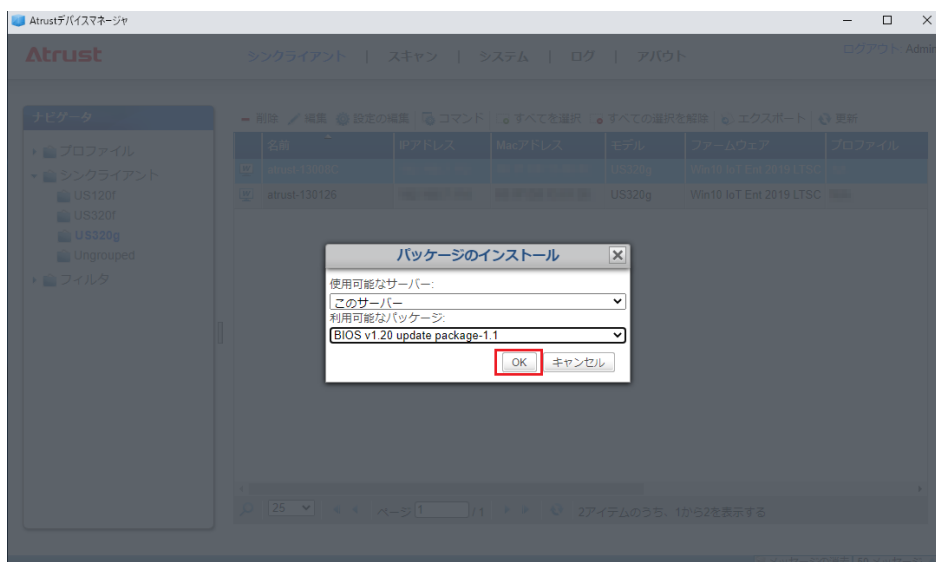 Atrustデバイスマネージャ
Atrust
シンクライアント | スキャン | システム | ログ | アバウト
ログアウト Admin
ナビゲータ
プロファイル
シンクライアント
US120f
US320f
US320g
Ungrouped
フィルタ
削除 編集 設定の編集 コマンド すべてを選択 すべての選択を解除 エクスポート 更新
名前 IPアドレス Macアドレス モデル ファームウェア プロファイル
US320g Win10 IoT Ent 2019 LTSC
atrust-130126 US320g Win10 IoT Ent 2019 LTSC
パッケージのインストール
使用可能なサーバー:
このサーバー
利用可能なパッケージ:
BIOS v1.20 update package-1.1
OK キャンセル
25 ページ 1 / 1 2アイテムのうち、1から2を表示する